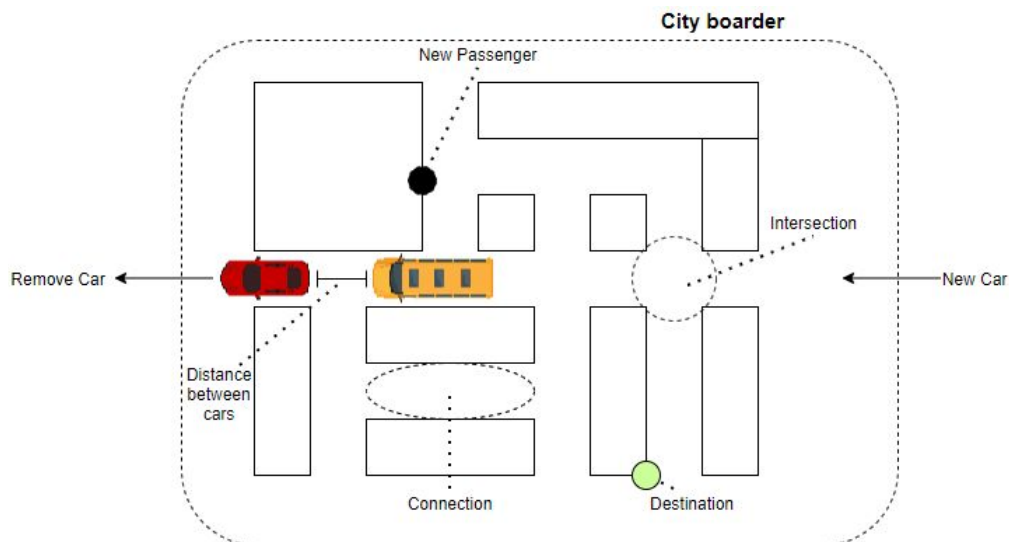 City boarder
New Passenger
Intersection
Remove Car
New Car
Distance
between
cars
Connection
Destination